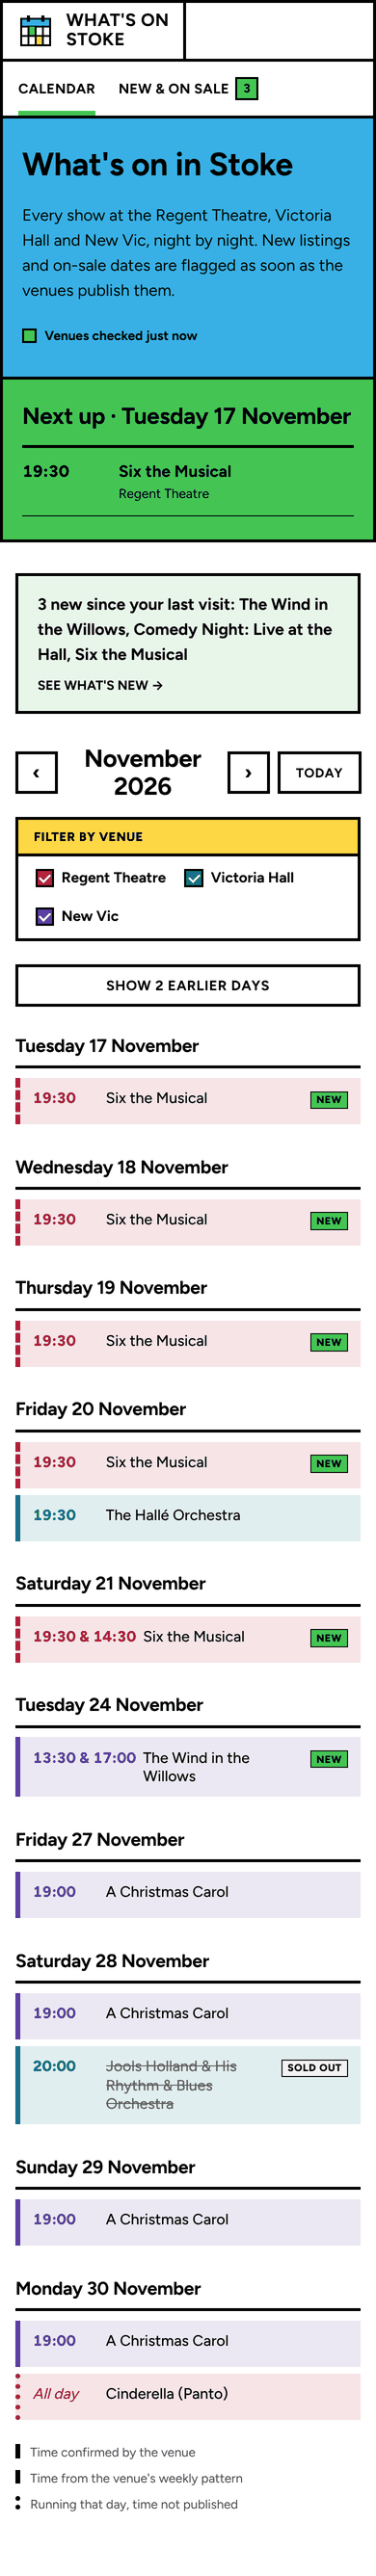 WHAT'S ON
STOKE
CALENDAR NEW & ON SALE 3
What's on in Stoke
Every show at the Regent Theatre, Victoria
Hall and New Vic, night by night. New listings
and on-sale dates are flagged as soon as the
venues publish them.
Venues checked just now
Next up · Tuesday 17 November
19:30 Six the Musical
Regent Theatre
3 new since your last visit: The Wind in
the Willows, Comedy Night: Live at the
Hall, Six the Musical
SEE WHAT'S NEW →
‹ November
2026 › TODAY
FILTER BY VENUE
Regent Theatre Victoria Hall
New Vic
SHOW 2 EARLIER DAYS
Tuesday 17 November
19:30 Six the Musical NEW
Wednesday 18 November
19:30 Six the Musical NEW
Thursday 19 November
19:30 Six the Musical NEW
Friday 20 November
19:30 Six the Musical NEW
19:30 The Hallé Orchestra
Saturday 21 November
19:30 & 14:30 Six the Musical NEW
Tuesday 24 November
13:30 & 17:00 The Wind in the NEW
Willows
Friday 27 November
19:00 A Christmas Carol
Saturday 28 November
19:00 A Christmas Carol
20:00 Jools Holland & His SOLD OUT
Rhythm & Blues
Orchestra
Sunday 29 November
19:00 A Christmas Carol
Monday 30 November
19:00 A Christmas Carol
All day Cinderella (Panto)
Time confirmed by the venue
Time from the venue's weekly pattern
Running that day, time not published